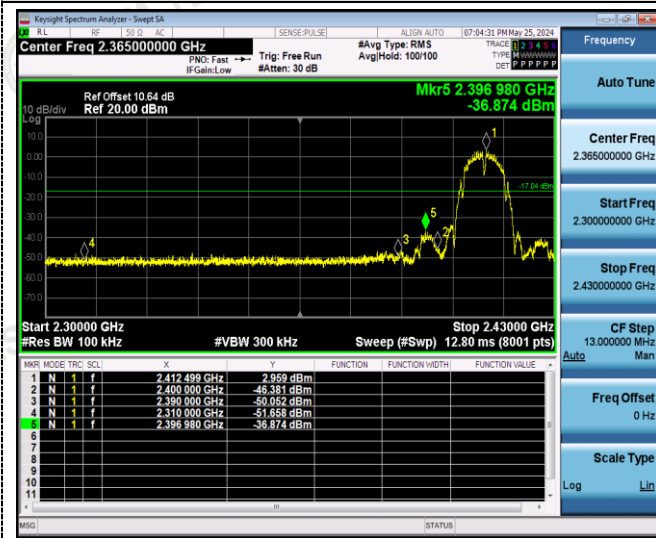 Keysight Spectrum Analyzer - Swept SA
RL RF 50 Ω AC SENSE:PULSE ALIGN AUTO 07:04:31 PM May 25, 2024
Center Freq 2.365000000 GHz
PNO: Fast
IFGain:Low
Trig: Free Run
#Atten: 30 dB
#Avg Type: RMS
Avg|Hold: 100/100
TRACE 1 2 3 4 5 6
TYPE M W W W W W
DET P P P P P P
Ref Offset 10.64 dB
10 dB/div Ref 20.00 dBm
Log
Mkr5 2.396 980 GHz
-36.874 dBm
10.0
0.00
-10.0
-20.0
-30.0
-40.0
-50.0
-60.0
-70.0
-17.04 dBm
1
5
2
3
4
Start 2.30000 GHz Stop 2.43000 GHz
#Res BW 100 kHz #VBW 300 kHz Sweep (#Swp) 12.80 ms (8001 pts)
MKR MODE TRC SCL X Y FUNCTION FUNCTION WIDTH FUNCTION VALUE
1 N 1 f 2.412 499 GHz 2.959 dBm
2 N 1 f 2.400 000 GHz -46.381 dBm
3 N 1 f 2.390 000 GHz -50.052 dBm
4 N 1 f 2.310 000 GHz -51.658 dBm
5 N 1 f 2.396 980 GHz -36.874 dBm
6
7
8
9
10
11
MSG STATUS
Frequency
Auto Tune
Center Freq
2.365000000 GHz
Start Freq
2.300000000 GHz
Stop Freq
2.430000000 GHz
CF Step
13.000000 MHz
Auto Man
Freq Offset
0 Hz
Scale Type
Log Lin